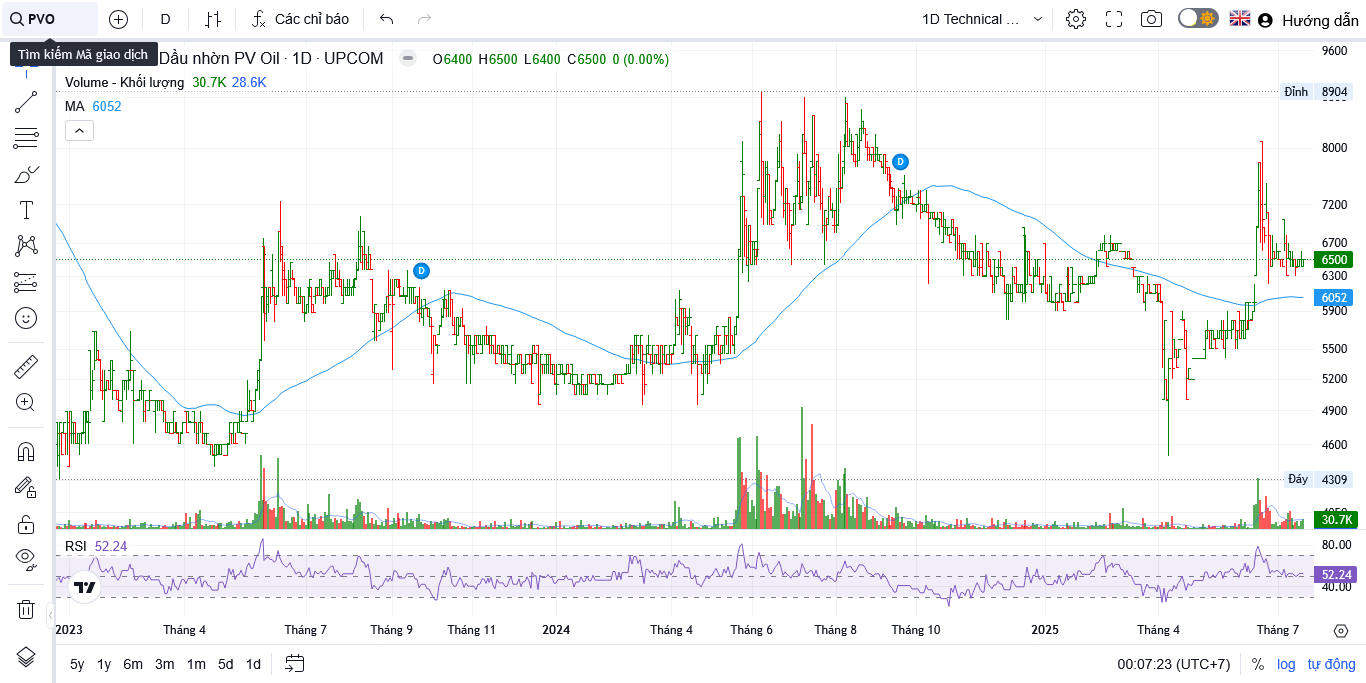 PVO
D
Các chỉ báo
1D Technical ...
Hướng dẫn
Tìm kiếm Mã giao dịch
Dầu nhờn PV Oil · 1D · UPCOM
O6400 H6500 L6400 C6500 0 (0.00%)
Volume - Khối lượng 30.7K 28.6K
MA 6052
9600
Đỉnh 8904
8000
7200
6700
6500
6300
6052
5900
5500
5200
4900
4600
Đáy 4309
30.7K
D
D
RSI 52.24
80.00
52.24
40.00
2023 Tháng 4 Tháng 7 Tháng 9 Tháng 11 2024 Tháng 4 Tháng 6 Tháng 8 Tháng 10 2025 Tháng 4 Tháng 7
5y 1y 6m 3m 1m 5d 1d
00:07:23 (UTC+7) % log tự động